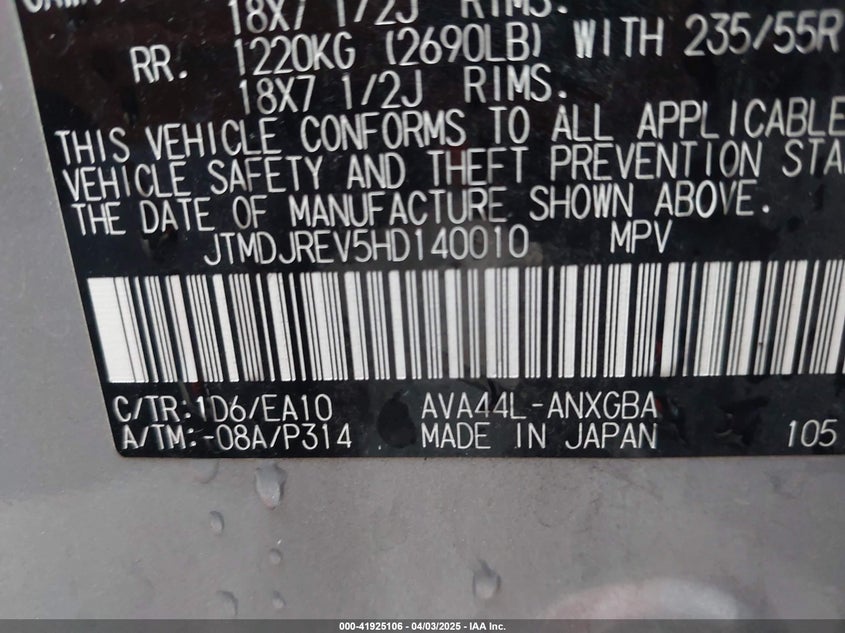 18X7 1/2J RIMS.
RR. 1220KG (2690LB) WITH 235/55R
18X7 1/2J RIMS.
THIS VEHICLE CONFORMS TO ALL APPLICABLE
VEHICLE SAFETY AND THEFT PREVENTION STA
THE DATE OF MANUFACTURE SHOWN ABOVE.
JTMDJREV5HD140010 MPV
C/TR:1D6/EA10 AVA44L-ANXGBA
A/TM:-08A/P314 MADE IN JAPAN 105
000-41925106 - 04/03/2025 - IAA Inc.